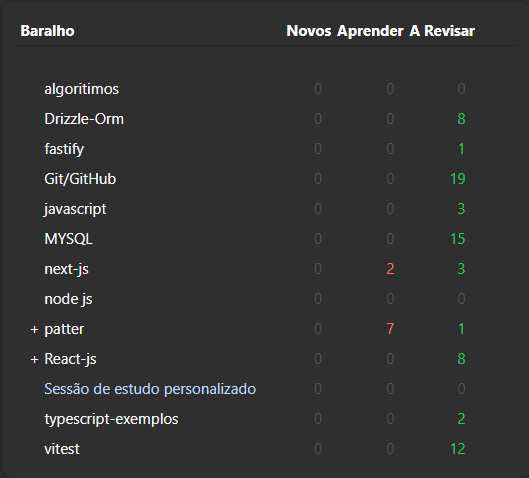 Baralho Novos Aprender A Revisar
algoritimos 0 0 0
Drizzle-Orm 0 0 8
fastify 0 0 1
Git/GitHub 0 0 19
javascript 0 0 3
MYSQL 0 0 15
next-js 0 2 3
node js 0 0 0
+ patter 0 7 1
+ React-js 0 0 8
Sessão de estudo personalizado 0 0 0
typescript-exemplos 0 0 2
vitest 0 0 12